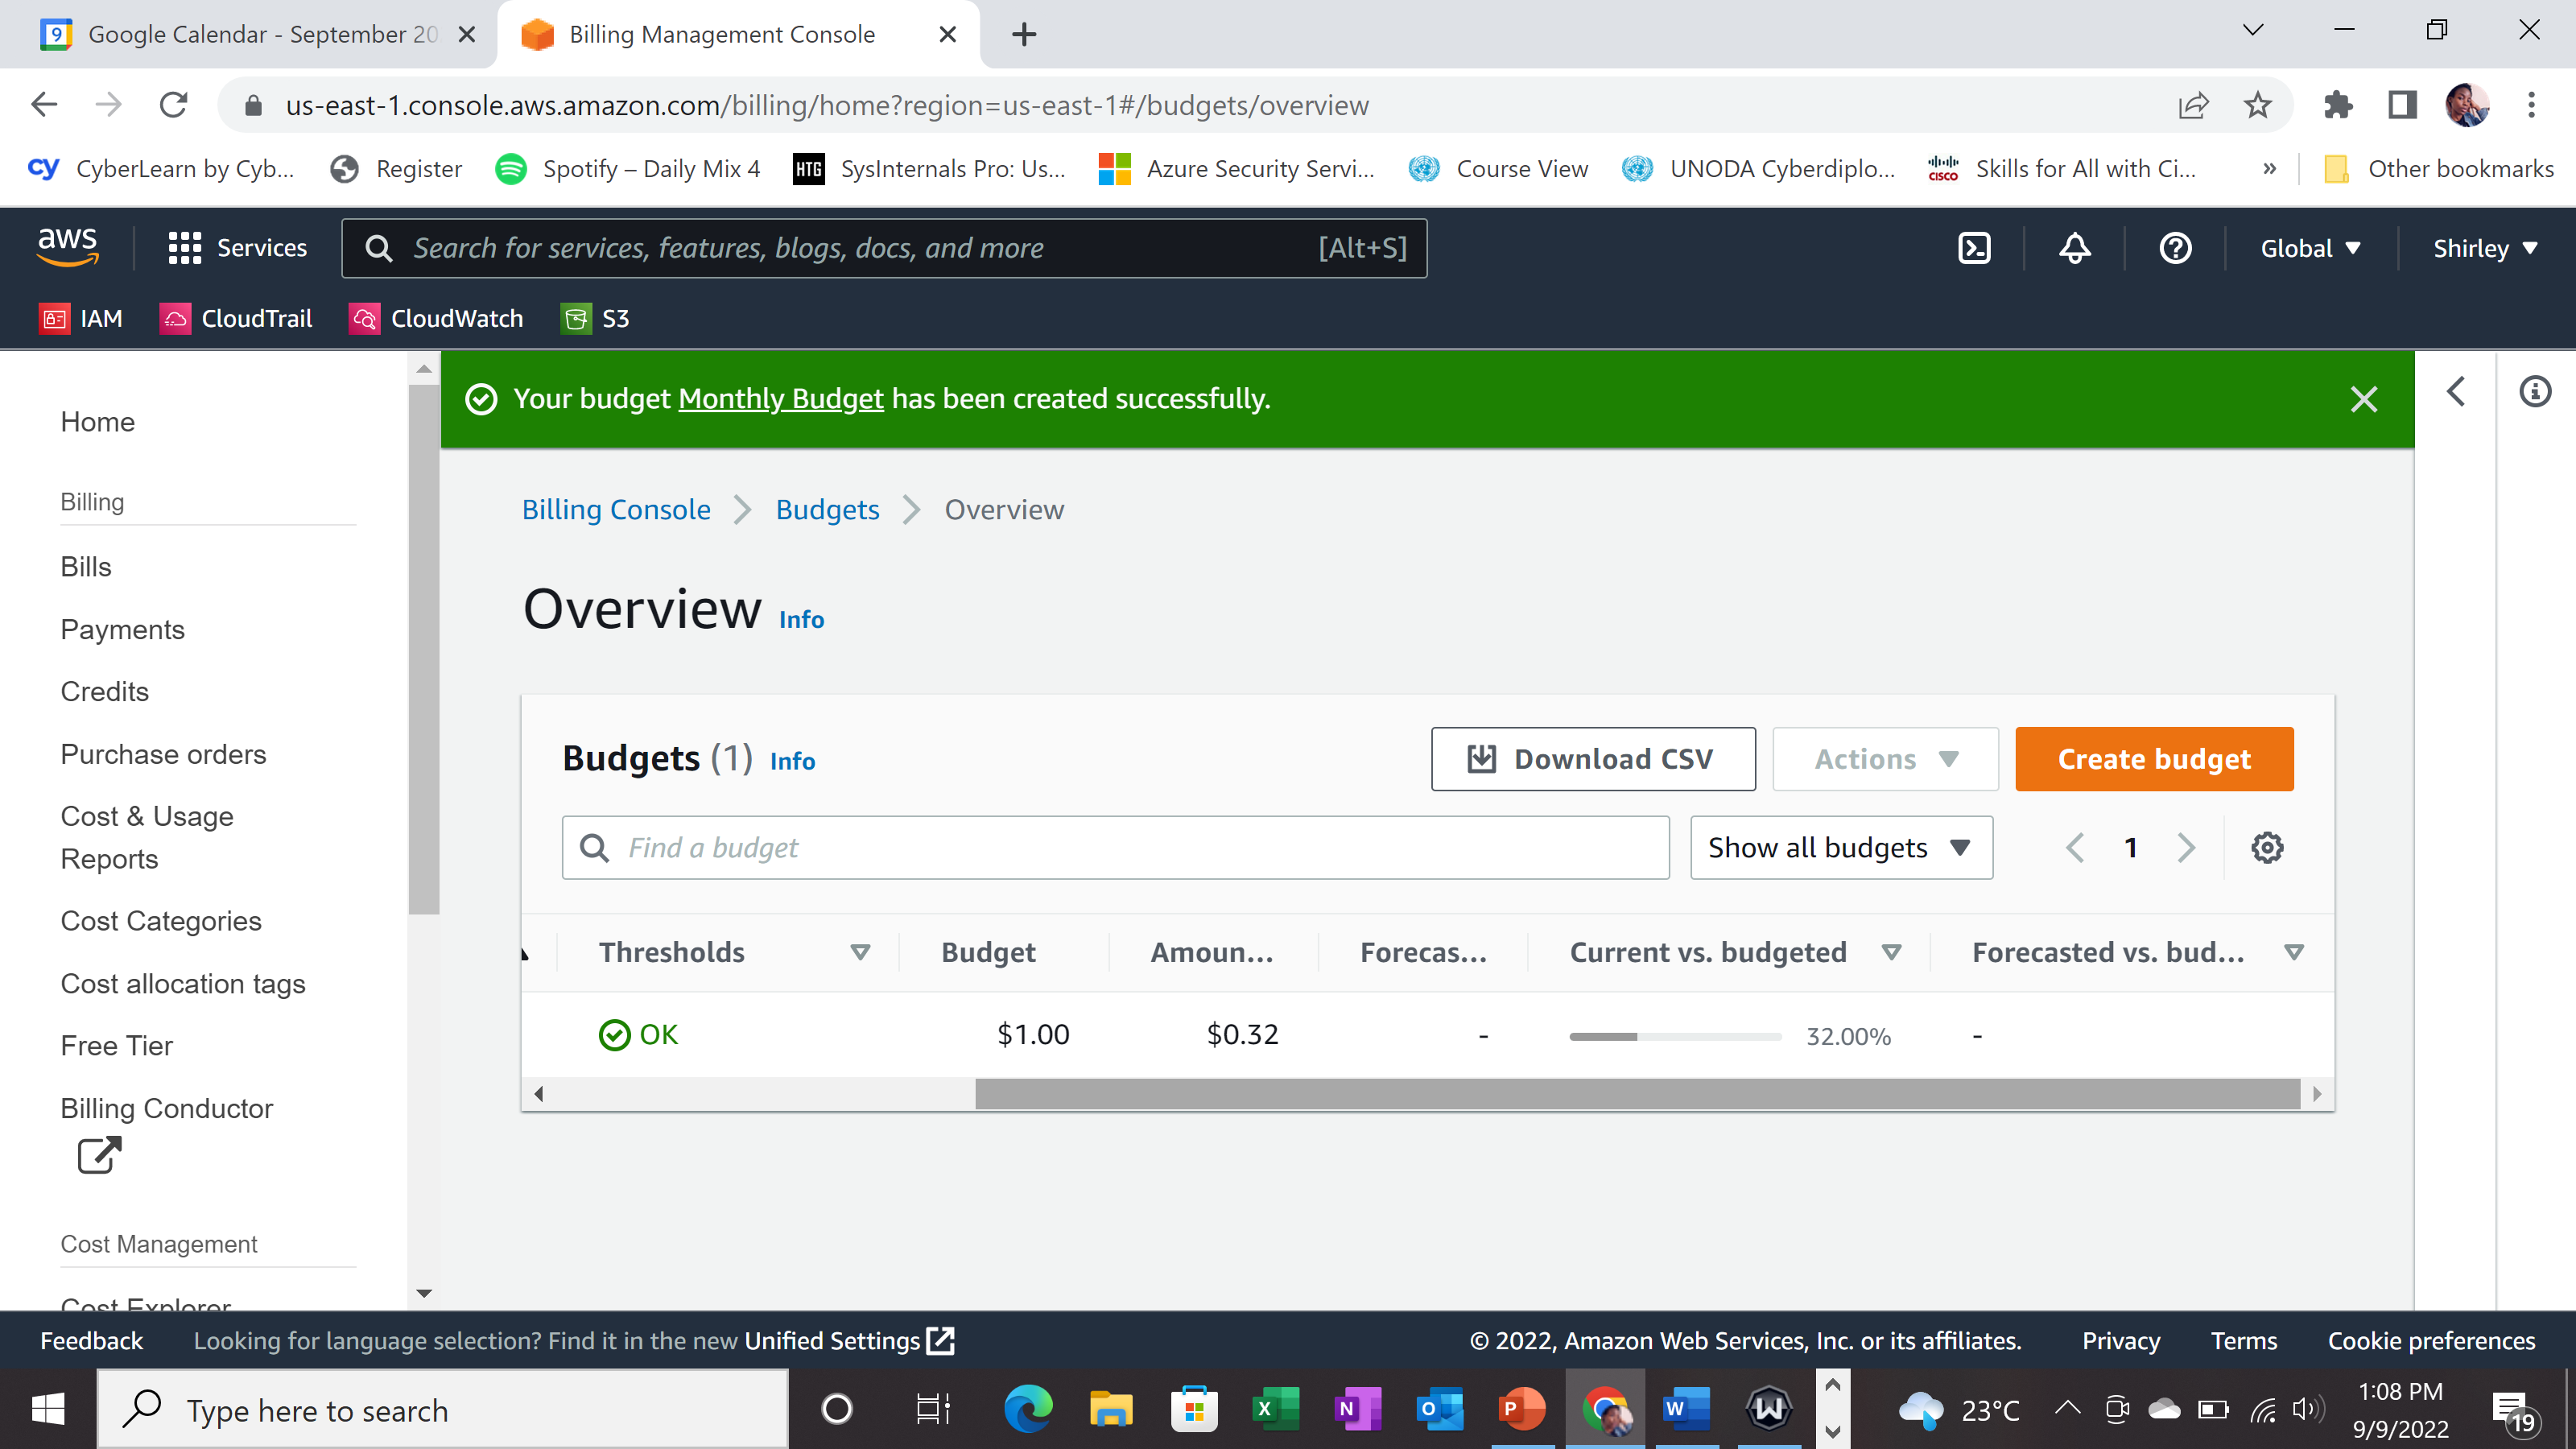 9 Google Calendar - September 20
Billing Management Console
us-east-1.console.aws.amazon.com/billing/home?region=us-east-1#/budgets/overview
cy CyberLearn by Cyb...
Register
Spotify – Daily Mix 4
HTG SysInternals Pro: Us...
Azure Security Servi...
Course View
UNODA Cyberdiplo...
CISCO Skills for All with Ci...
»
Other bookmarks
aws
Services
Search for services, features, blogs, docs, and more [Alt+S]
Global
Shirley
IAM
CloudTrail
CloudWatch
S3
Your budget Monthly Budget has been created successfully.
Home
Billing
Bills
Payments
Credits
Purchase orders
Cost & Usage
Reports
Cost Categories
Cost allocation tags
Free Tier
Billing Conductor
Cost Management
Cost Explorer
Billing Console > Budgets > Overview
Overview Info
Budgets (1) Info
Download CSV
Actions
Create budget
Find a budget
Show all budgets
1
Thresholds Budget Amoun... Forecas... Current vs. budgeted Forecasted vs. bud...
OK $1.00 $0.32 - 32.00% -
Feedback Looking for language selection? Find it in the new Unified Settings
© 2022, Amazon Web Services, Inc. or its affiliates. Privacy Terms Cookie preferences
Type here to search
X
N
O
P
W
W
23°C
1:08 PM
9/9/2022
19